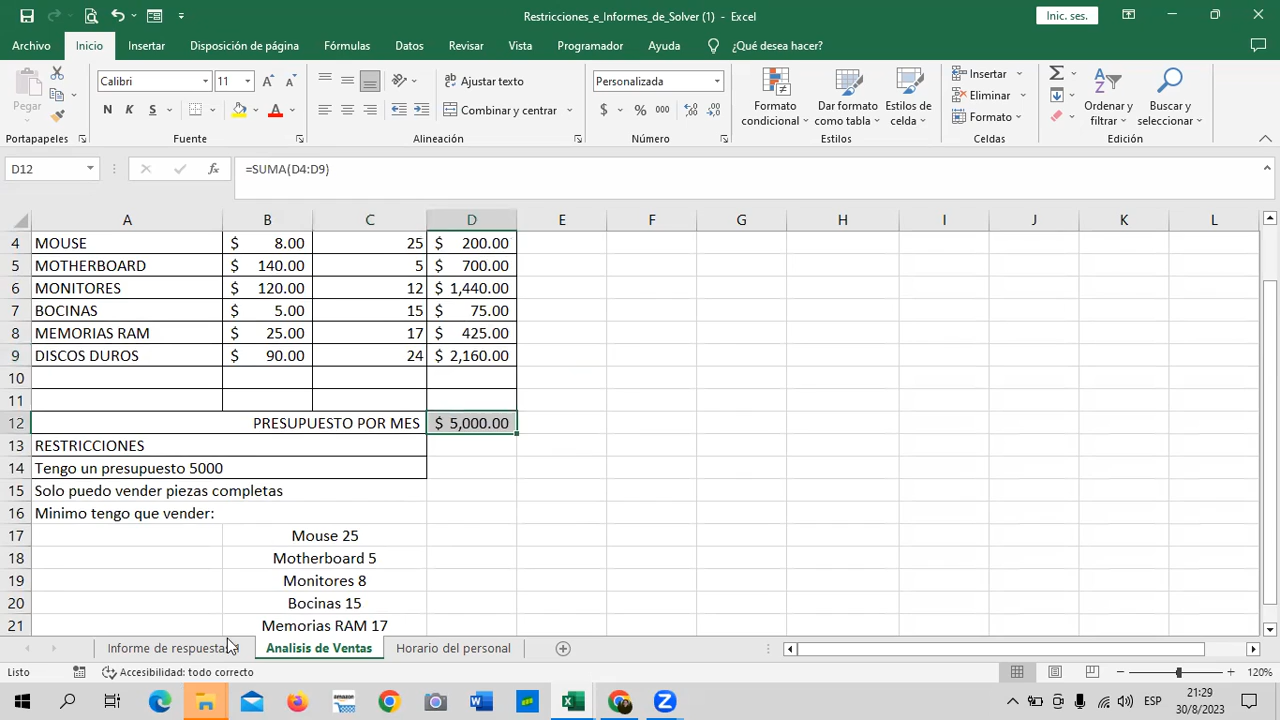 Restricciones_e_Informes_de_Solver (1) - Excel
Inic. ses.
Archivo Inicio Insertar Disposición de página Fórmulas Datos Revisar Vista Programador Ayuda ¿Qué desea hacer?
Pegar
Calibri 11
N K S
Ajustar texto
Combinar y centrar
Personalizada
$ % 000
Formato condicional
Dar formato como tabla
Estilos de celda
Insertar
Eliminar
Formato
Ordenar y filtrar
Buscar y seleccionar
Portapapeles Fuente Alineación Número Estilos Celdas Edición
D12 fx =SUMA(D4:D9)
A B C D E F G H I J K L
4 MOUSE $ 8.00 25 $ 200.00
5 MOTHERBOARD $ 140.00 5 $ 700.00
6 MONITORES $ 120.00 12 $ 1,440.00
7 BOCINAS $ 5.00 15 $ 75.00
8 MEMORIAS RAM $ 25.00 17 $ 425.00
9 DISCOS DUROS $ 90.00 24 $ 2,160.00
10
11
12 PRESUPUESTO POR MES $ 5,000.00
13 RESTRICCIONES
14 Tengo un presupuesto 5000
15 Solo puedo vender piezas completas
16 Minimo tengo que vender:
17 Mouse 25
18 Motherboard 5
19 Monitores 8
20 Bocinas 15
21 Memorias RAM 17
Informe de respuestas Analisis de Ventas Horario del personal
Listo Accesibilidad: todo correcto 120%
ESP 21:29
30/8/2023